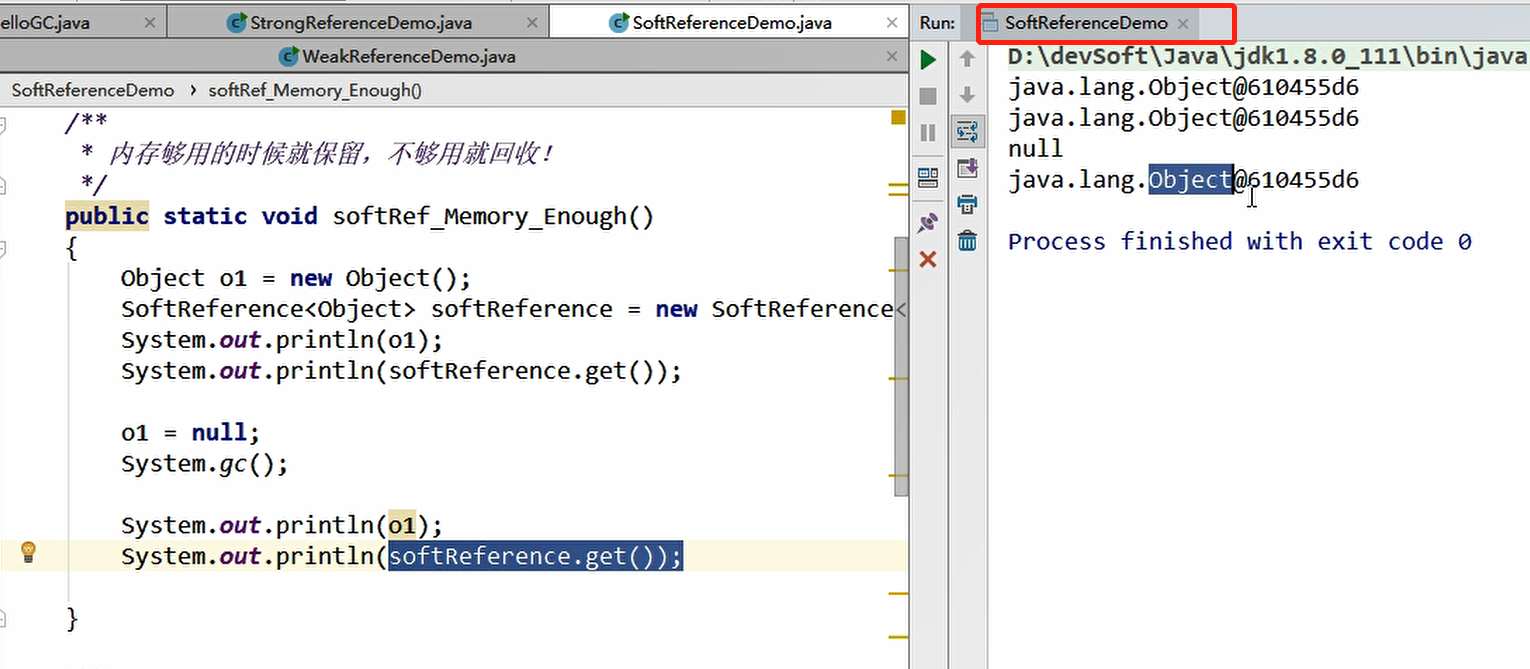 elloGC.java
StrongReferenceDemo.java
SoftReferenceDemo.java
WeakReferenceDemo.java
SoftReferenceDemo › softRef_Memory_Enough()
/**
* 内存够用的时候就保留，不够用就回收！
*/
public static void softRef_Memory_Enough()
{
Object o1 = new Object();
SoftReference<Object> softReference = new SoftReference<
System.out.println(o1);
System.out.println(softReference.get());
o1 = null;
System.gc();
System.out.println(o1);
System.out.println(softReference.get());
}
Run: SoftReferenceDemo
D:\devSoft\Java\jdk1.8.0_111\bin\java
java.lang.Object@610455d6
java.lang.Object@610455d6
null
java.lang.Object@610455d6
Process finished with exit code 0